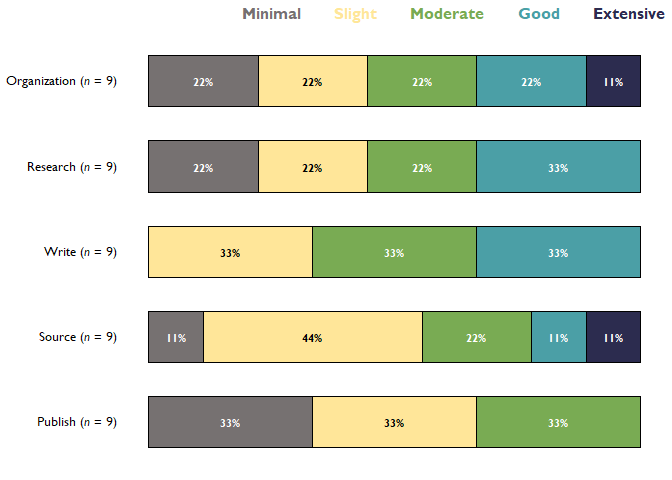 Minimal Slight Moderate Good Extensive
Organization (n = 9) 22% 22% 22% 22% 11%
Research (n = 9) 22% 22% 22% 33%
Write (n = 9) 33% 33% 33%
Source (n = 9) 11% 44% 22% 11% 11%
Publish (n = 9) 33% 33% 33%